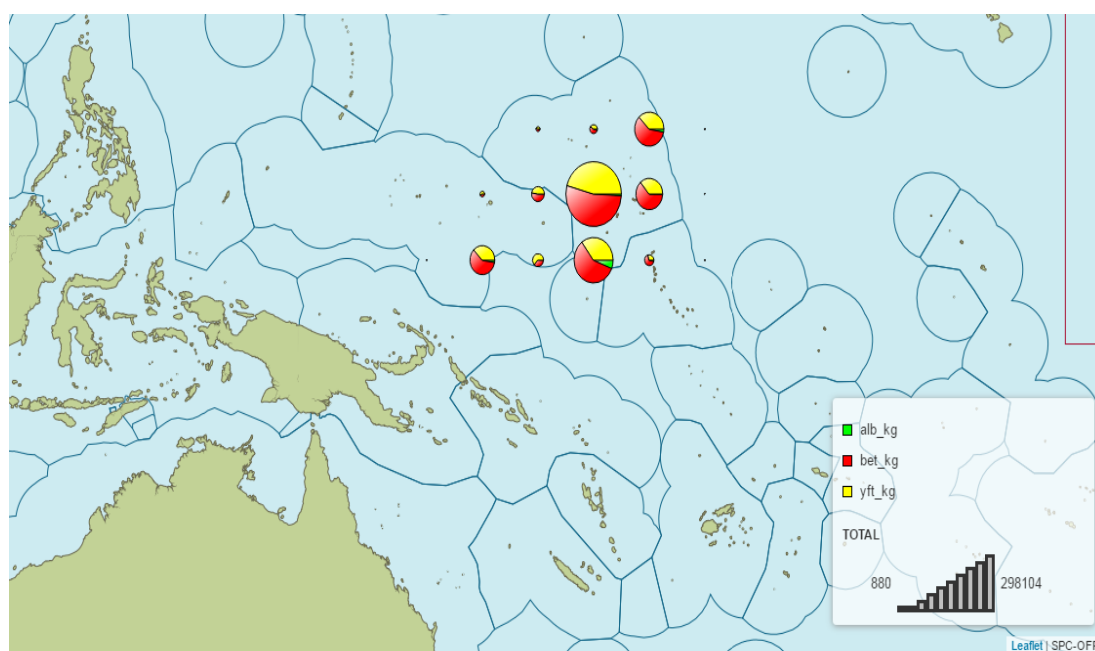 alb_kg
bet_kg
yft_kg
TOTAL
880 298104
Leaflet | SPC-OFP